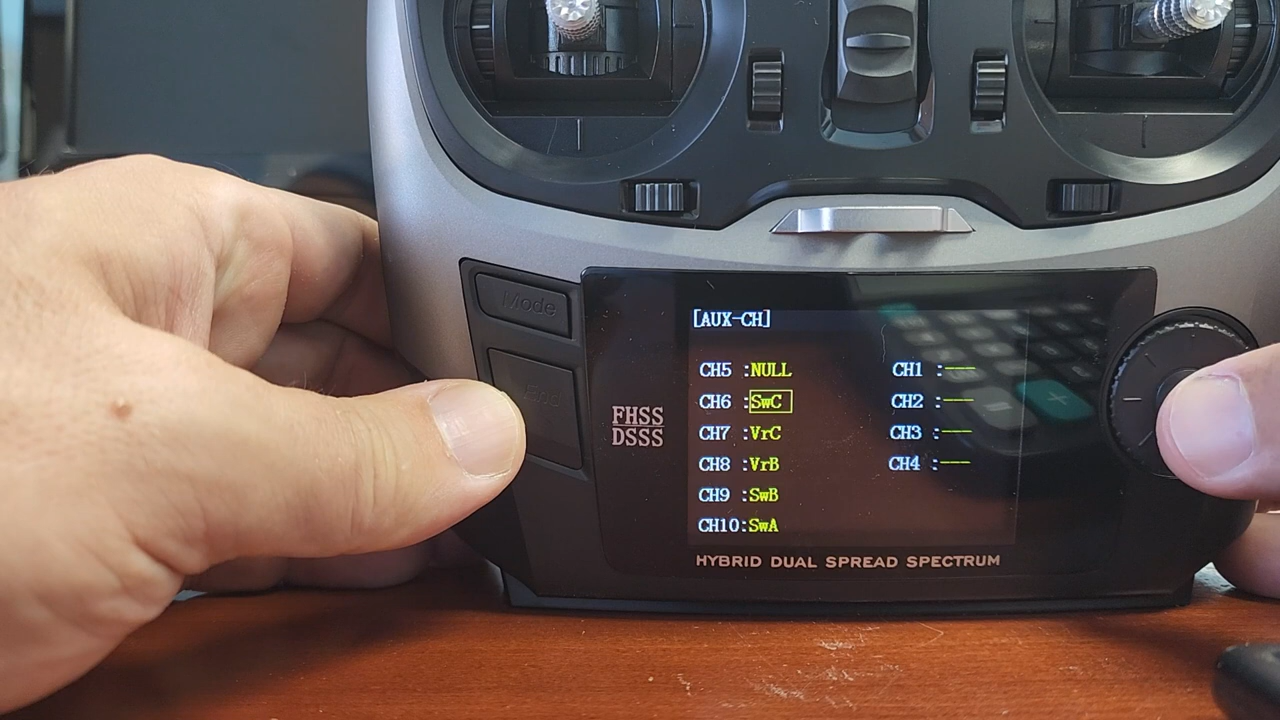 Mode
End
[AUX-CH]
CH5 :NULL
CH6 :SwC
CH7 :VrC
CH8 :VrB
CH9 :SwB
CH10:SwA
CH1 :---
CH2 :---
CH3 :---
CH4 :---
FHSS
DSSS
HYBRID DUAL SPREAD SPECTRUM